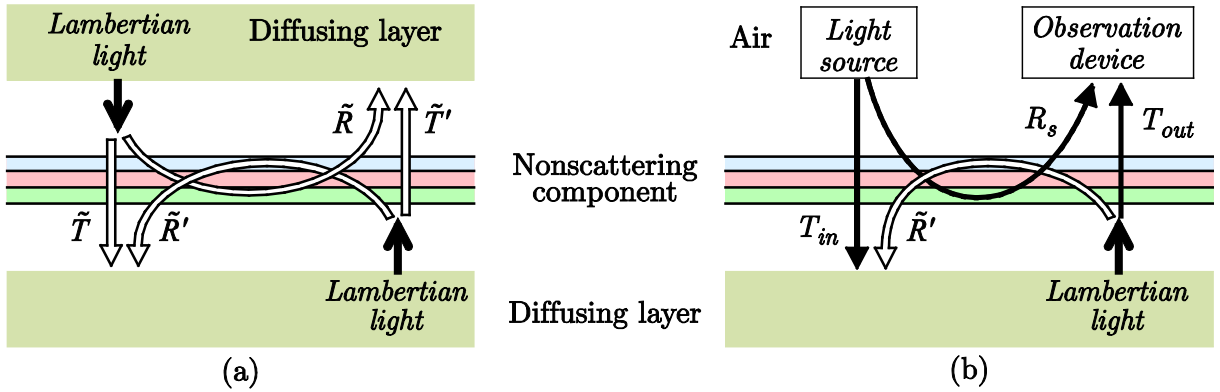 Lambertian
light
Diffusing layer
R̃
T̃'
T̃
R̃'
Lambertian
light
(a)
Nonscattering
component
Diffusing layer
Air
Light
source
Observation
device
R_s
T_out
T_in
R̃'
Lambertian
light
(b)